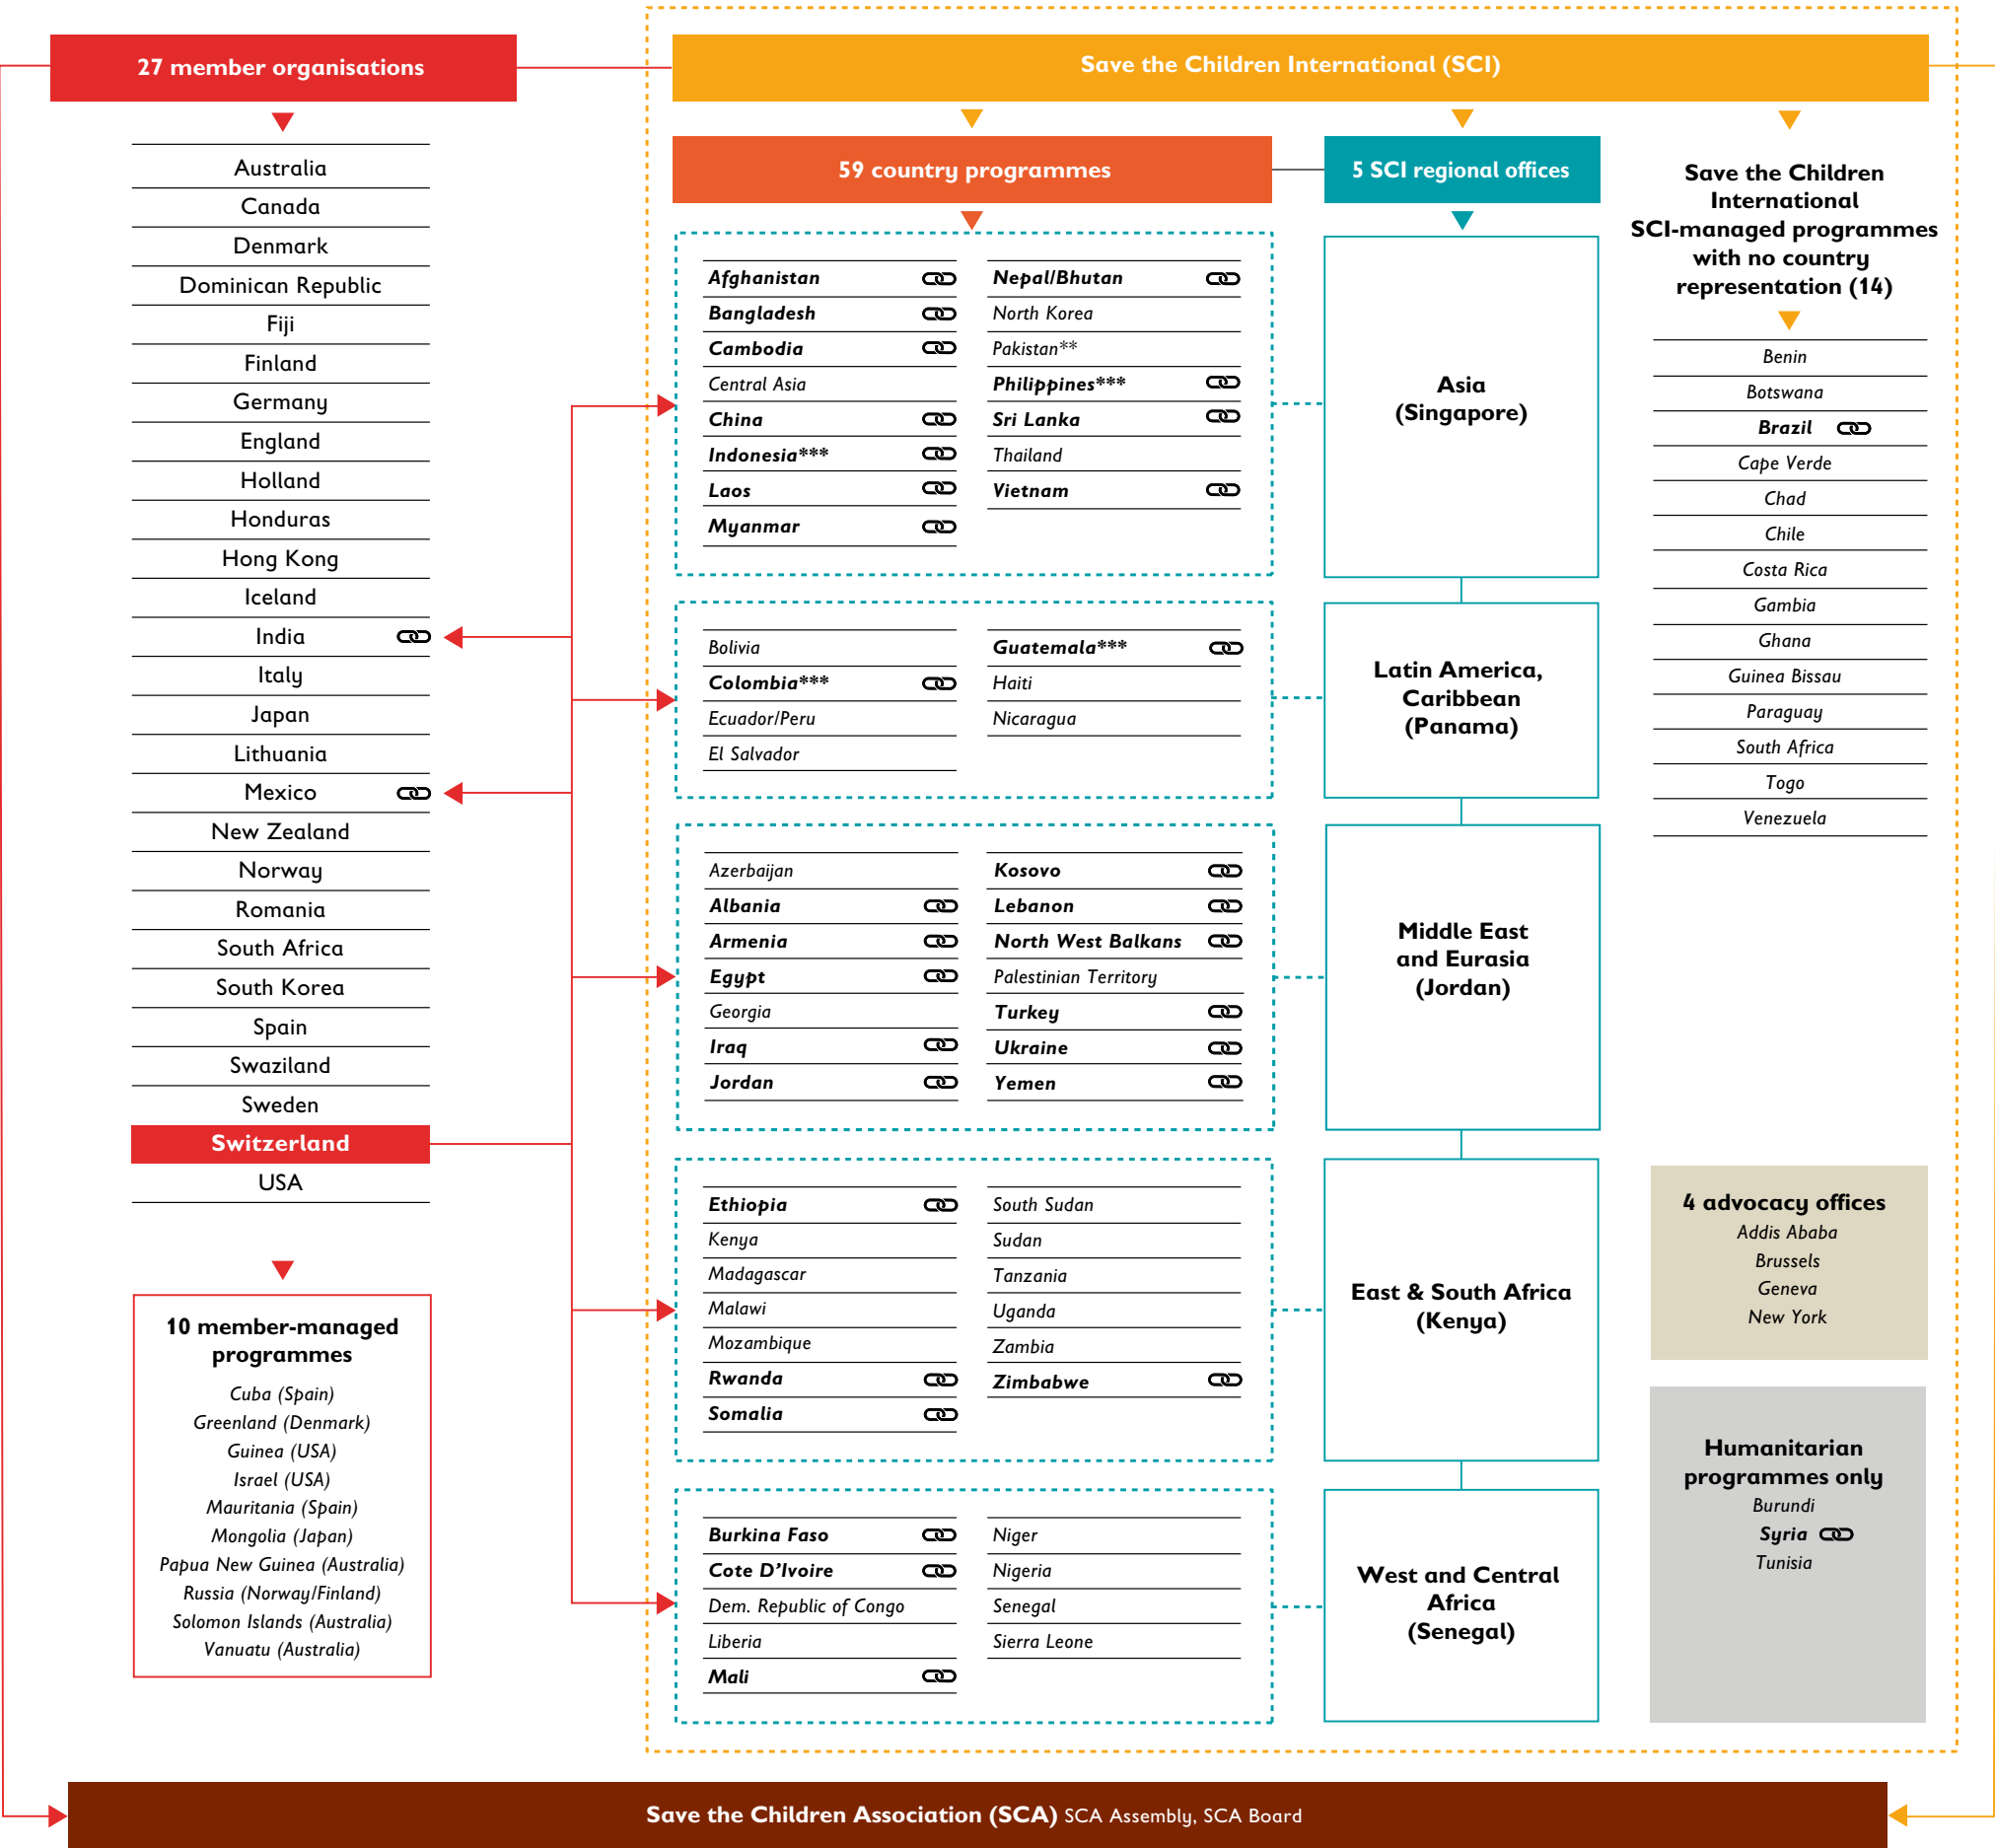 27 member organisations
Australia
Canada
Denmark
Dominican Republic
Fiji
Finland
Germany
England
Holland
Honduras
Hong Kong
Iceland
India
Italy
Japan
Lithuania
Mexico
New Zealand
Norway
Romania
South Africa
South Korea
Spain
Swaziland
Sweden
Switzerland
USA
10 member-managed
programmes
Cuba (Spain)
Greenland (Denmark)
Guinea (USA)
Israel (USA)
Mauritania (Spain)
Mongolia (Japan)
Papua New Guinea (Australia)
Russia (Norway/Finland)
Solomon Islands (Australia)
Vanuatu (Australia)
Save the Children International (SCI)
59 country programmes
Afghanistan
Bangladesh
Cambodia
Central Asia
China
Indonesia***
Laos
Myanmar
Nepal/Bhutan
North Korea
Pakistan**
Philippines***
Sri Lanka
Thailand
Vietnam
Bolivia
Colombia***
Ecuador/Peru
El Salvador
Guatemala***
Haiti
Nicaragua
Azerbaijan
Albania
Armenia
Egypt
Georgia
Iraq
Jordan
Kosovo
Lebanon
North West Balkans
Palestinian Territory
Turkey
Ukraine
Yemen
Ethiopia
Kenya
Madagascar
Malawi
Mozambique
Rwanda
Somalia
South Sudan
Sudan
Tanzania
Uganda
Zambia
Zimbabwe
Burkina Faso
Cote D’Ivoire
Dem. Republic of Congo
Liberia
Mali
Niger
Nigeria
Senegal
Sierra Leone
5 SCI regional offices
Asia
(Singapore)
Latin America,
Caribbean
(Panama)
Middle East
and Eurasia
(Jordan)
East & South Africa
(Kenya)
West and Central
Africa
(Senegal)
Save the Children
International
SCI-managed programmes
with no country
representation (14)
Benin
Botswana
Brazil
Cape Verde
Chad
Chile
Costa Rica
Gambia
Ghana
Guinea Bissau
Paraguay
South Africa
Togo
Venezuela
4 advocacy offices
Addis Ababa
Brussels
Geneva
New York
Humanitarian
programmes only
Burundi
Syria
Tunisia
Save the Children Association (SCA) SCA Assembly, SCA Board